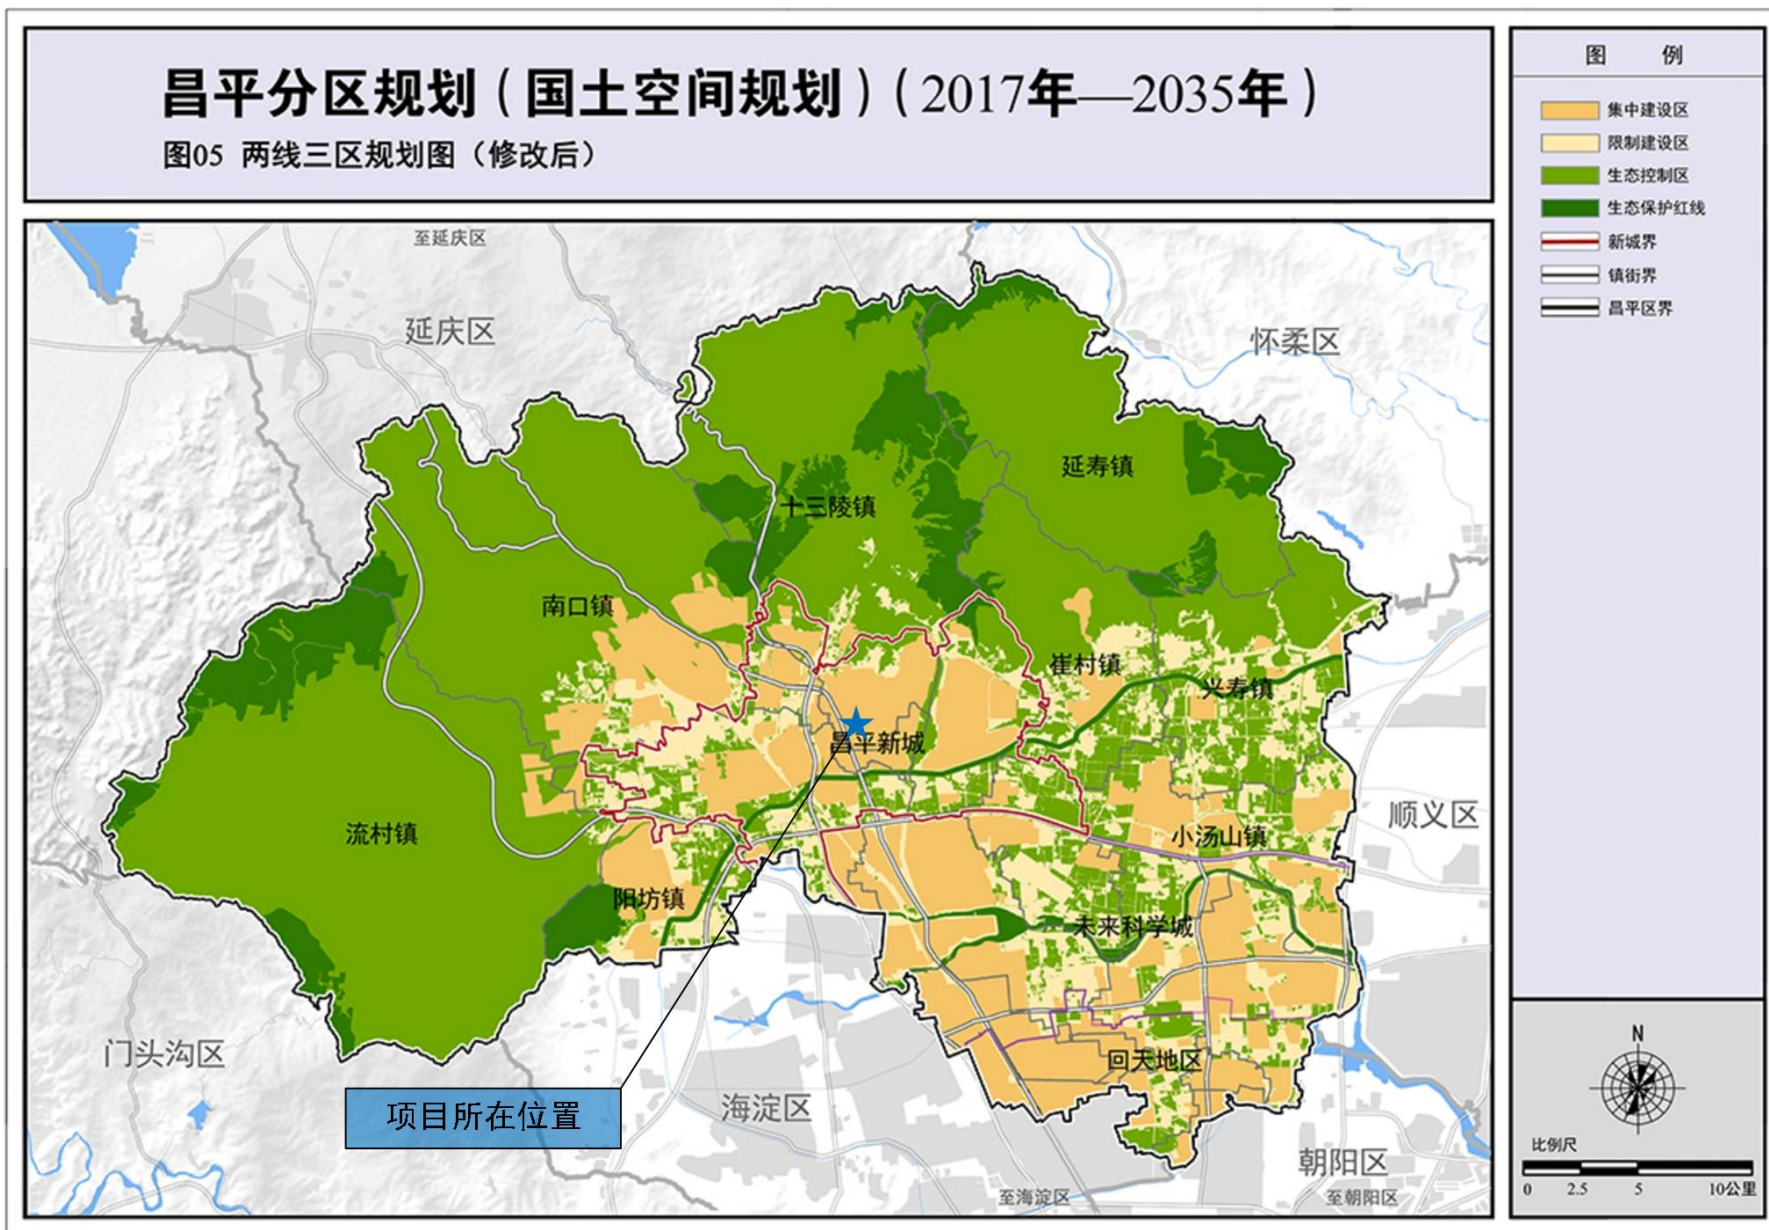 昌平分区规划（国土空间规划）（2017年—2035年）
图05 两线三区规划图（修改后）
图 例
集中建设区
限制建设区
生态控制区
生态保护红线
新城界
镇街界
昌平区界
至延庆区
延庆区
怀柔区
延寿镇
十三陵镇
南口镇
崔村镇
兴寿镇
昌平新城
流村镇
顺义区
小汤山镇
阳坊镇
未来科学城
门头沟区
回天地区
项目所在位置
海淀区
朝阳区
至海淀区
至朝阳区
N
比例尺
0 2.5 5 10公里